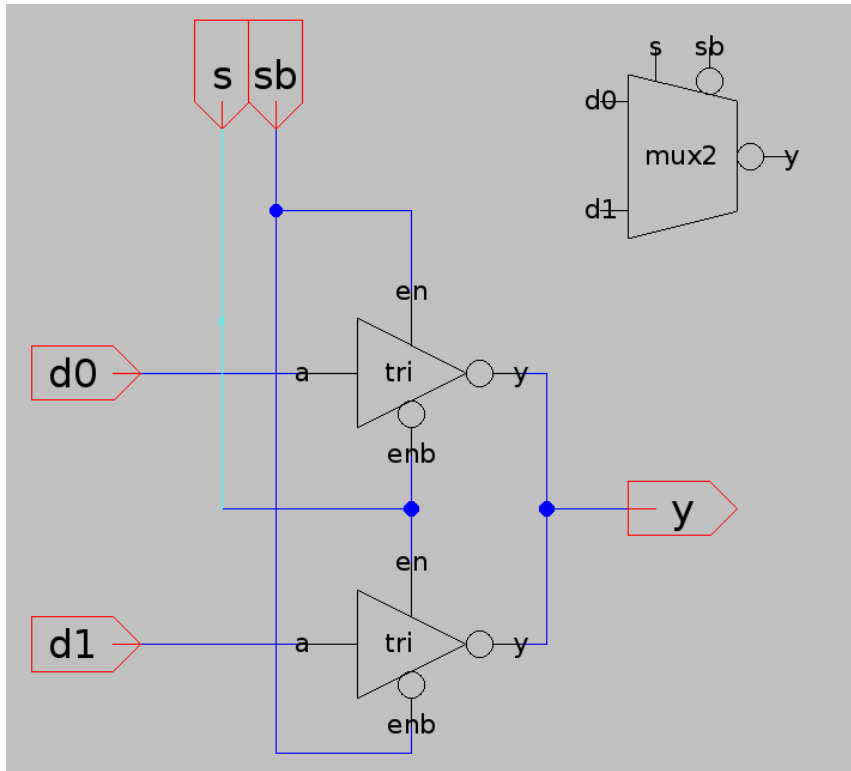 s sb
s sb
d0
mux2 y
d1
en
d0 a tri y
enb
y
en
d1 a tri y
enb